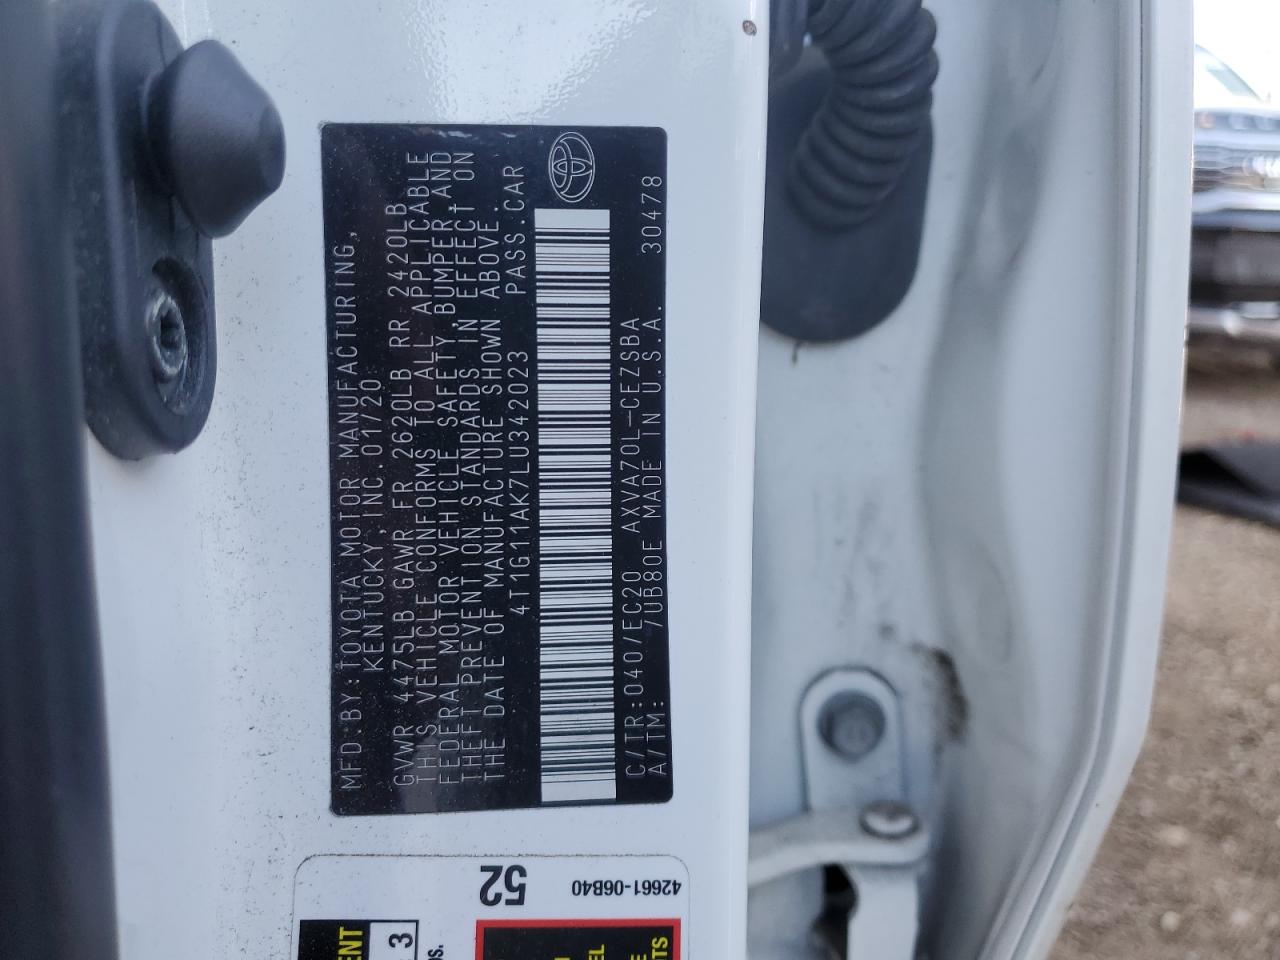 MFD.BY:TOYOTA MOTOR MANUFACTURING,
KENTUCKY,INC.01/20
GVWR 4475LB GAWR FR 2620LB RR 2420LB
THIS VEHICLE CONFORMS TO ALL APPLICABLE
FEDERAL MOTOR VEHICLE SAFETY,BUMPER,AND
THEFT PREVENTION STANDARDS IN EFFECT ON
THE DATE OF MANUFACTURE SHOWN ABOVE.
4T1G11AK7LU342023 PASS.CAR
C/TR:040/EC20 AXVA70L-CEZSBA
A/TM: /UB80E MADE IN U.S.A. 30478
52
42661-06B40
3